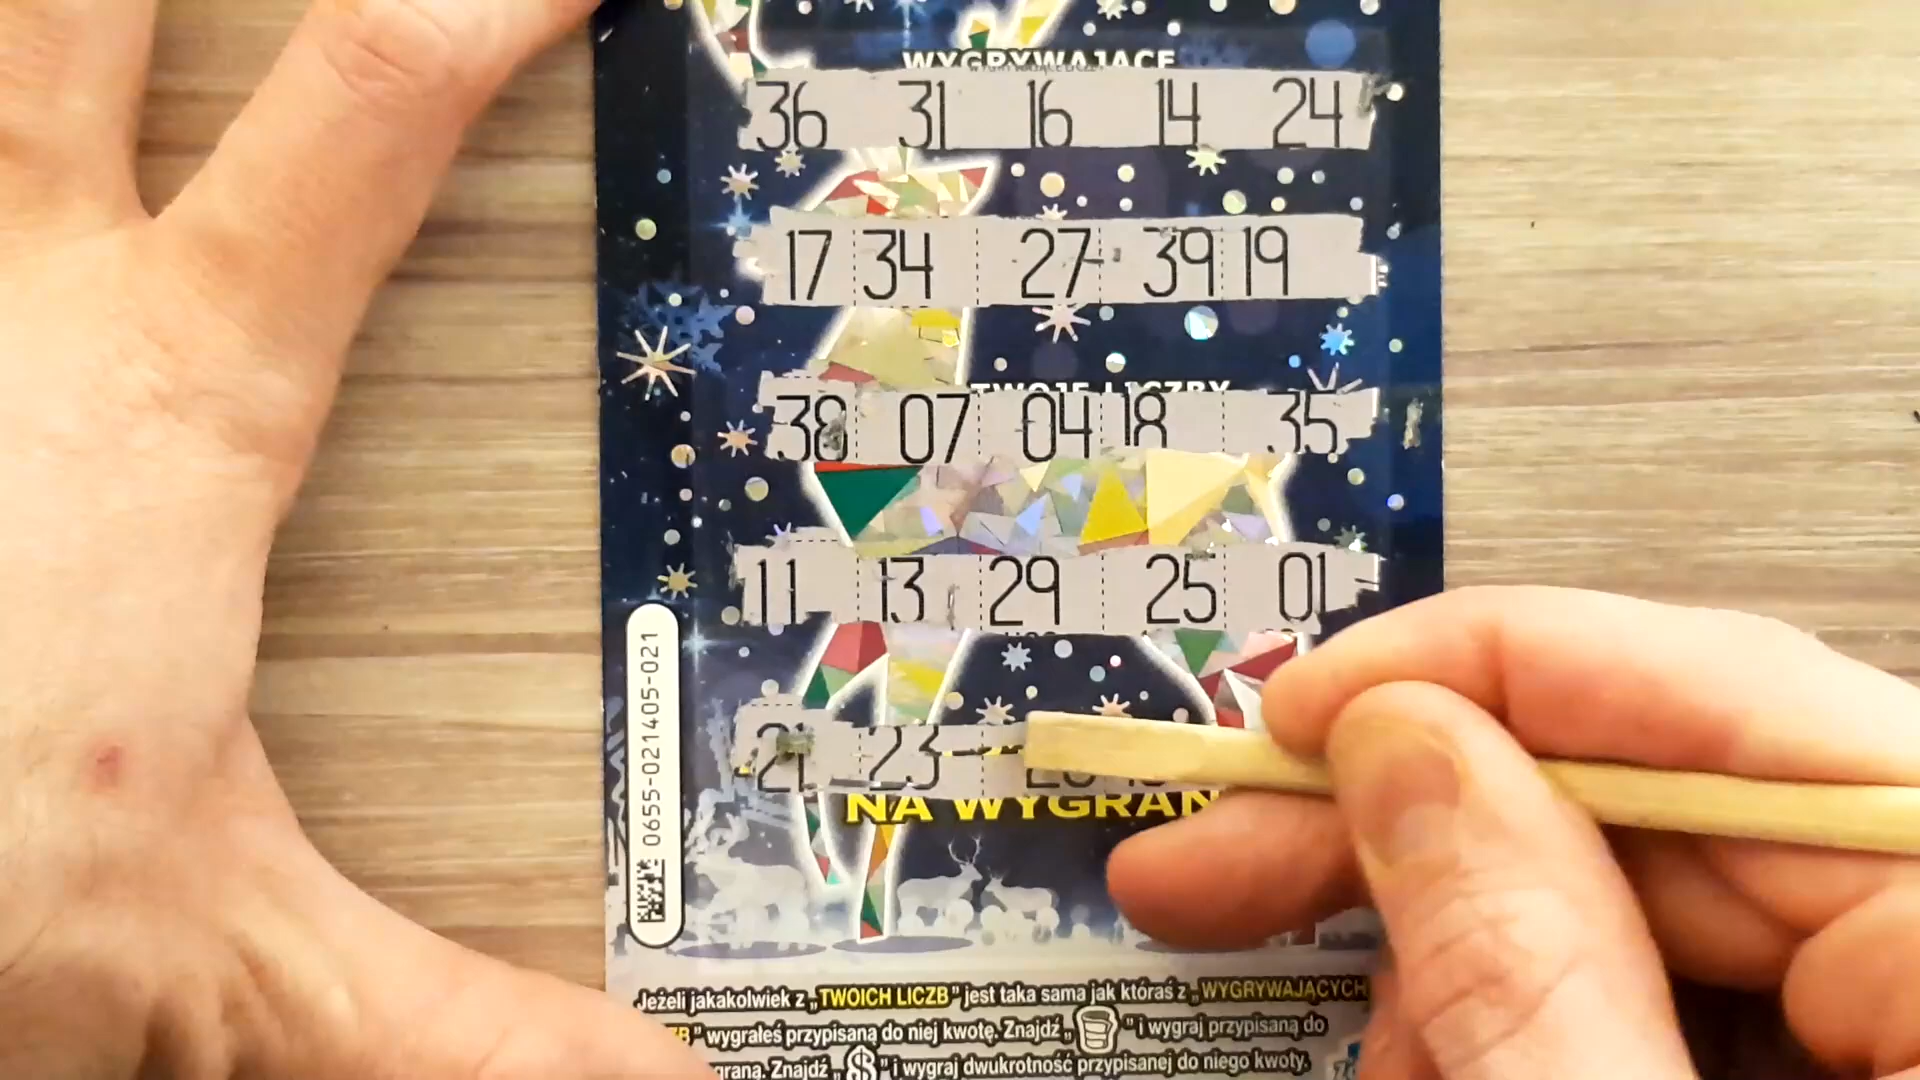 WYGRYWAJĄCE
36 31 16 14 24
17 34 27 39 19
TWOJE LICZBY
38 07 04 18 35
11 13 29 25 01
21 23
NA WYGRAN
0655-021405-021
Jeżeli jakakolwiek z „TWOICH LICZB" jest taka sama jak któraś z „WYGRYWAJĄCYCH
" wygrałeś przypisaną do niej kwotę. Znajdź „ " i wygraj przypisaną do
graną. Znajdź „ " i wygraj dwukrotność przypisanej do niego kwoty.